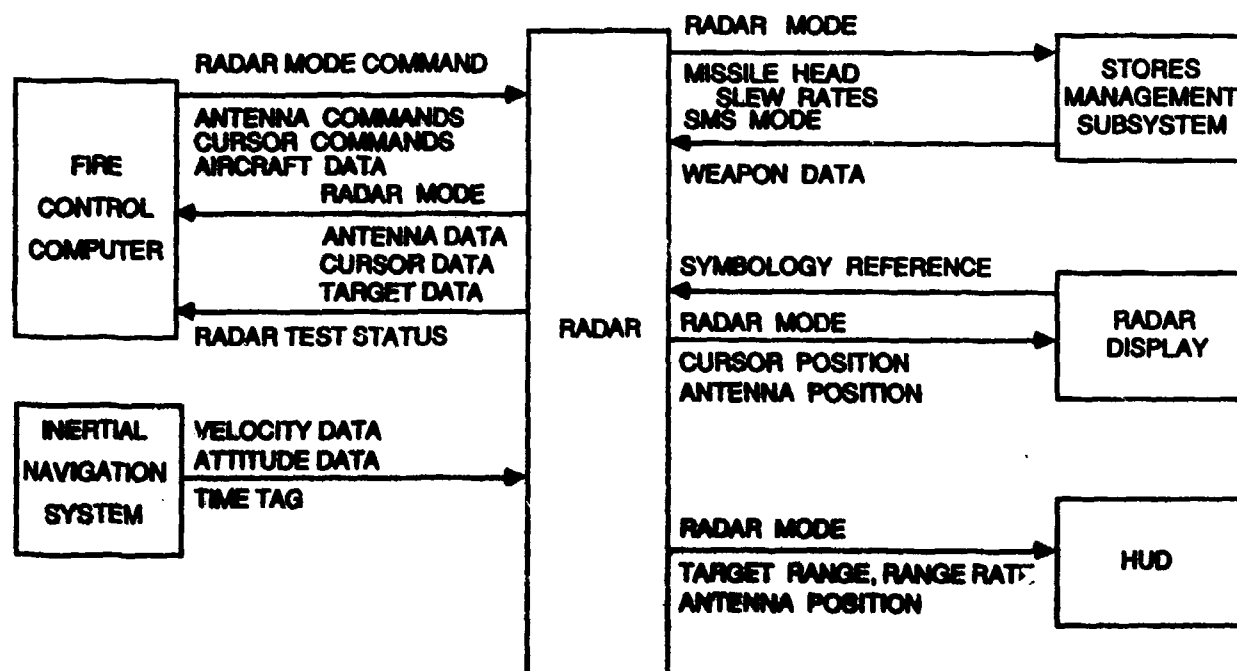 FIRE
CONTROL
COMPUTER
RADAR MODE COMMAND
ANTENNA COMMANDS
CURSOR COMMANDS
AIRCRAFT DATA
RADAR MODE
ANTENNA DATA
CURSOR DATA
TARGET DATA
RADAR TEST STATUS
INERTIAL
NAVIGATION
SYSTEM
VELOCITY DATA
ATTITUDE DATA
TIME TAG
RADAR
RADAR MODE
MISSILE HEAD
SLEW RATES
SMS MODE
WEAPON DATA
STORES
MANAGEMENT
SUBSYSTEM
SYMBOLOGY REFERENCE
RADAR MODE
CURSOR POSITION
ANTENNA POSITION
RADAR
DISPLAY
RADAR MODE
TARGET RANGE, RANGE RATE
ANTENNA POSITION
HUD